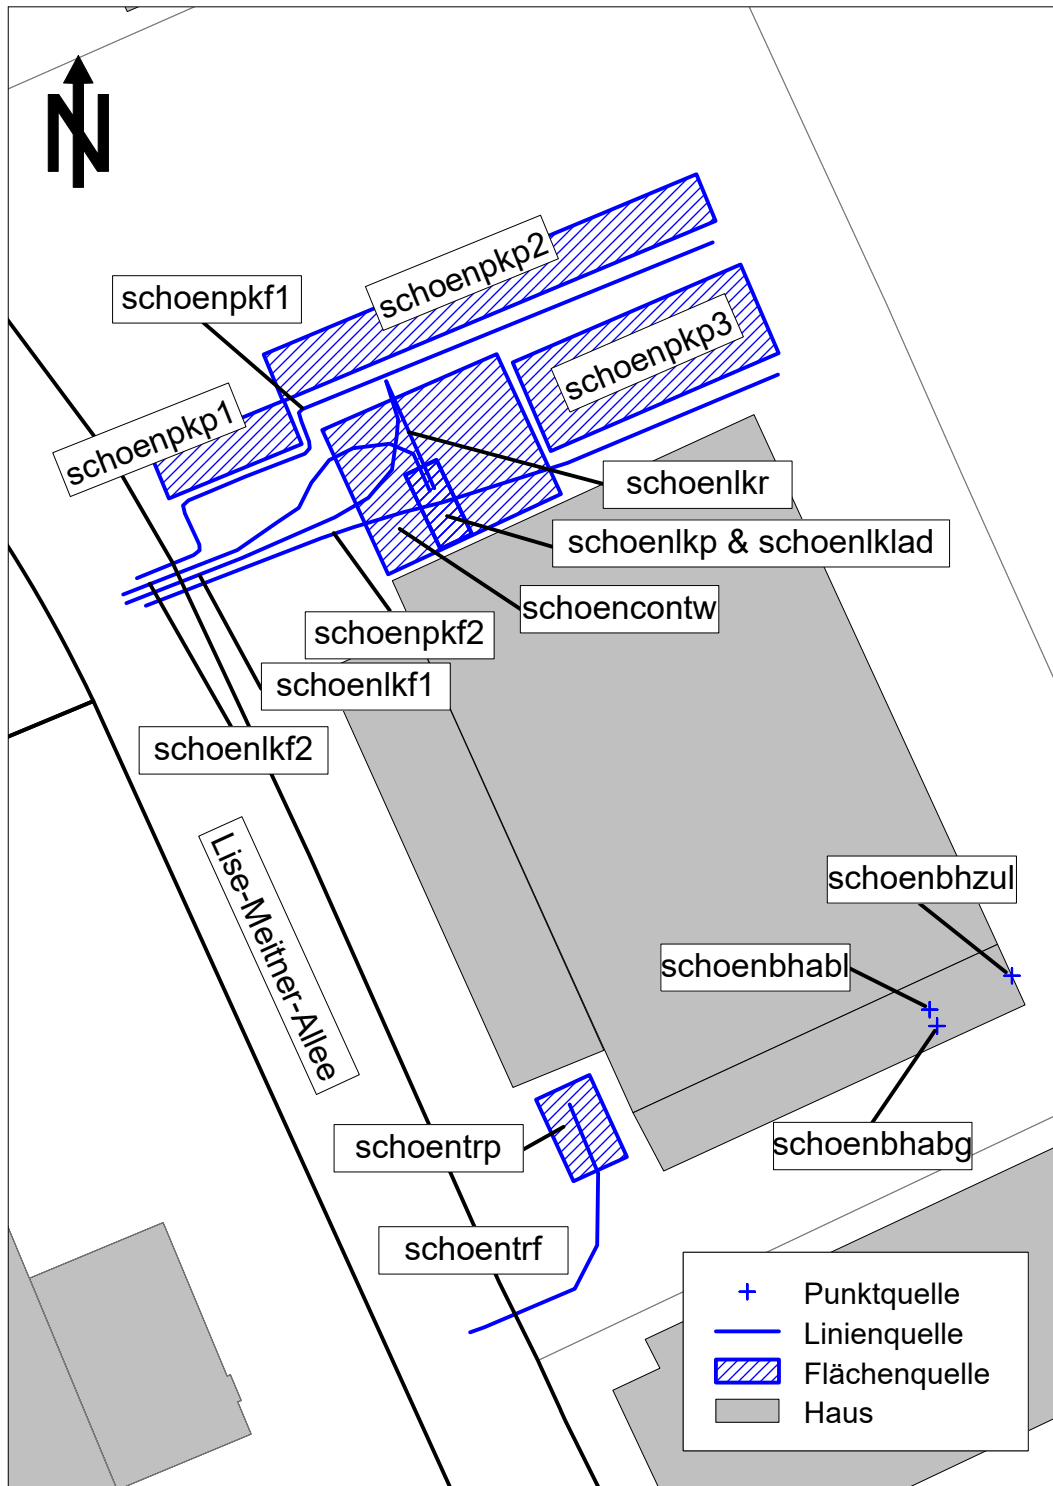 N
schoenpkp2
schoenpkf1
schoenpkp3
schoenpkp1
schoenlkr
schoenlkp & schoenlklad
schoencontw
schoenpkf2
schoenlkf1
schoenlkf2
Lise-Meitner-Allee
schoenbhzul
schoenbhabl
schoenbhabg
schoentrp
schoentrf
Punktquelle
Linienquelle
Flächenquelle
Haus